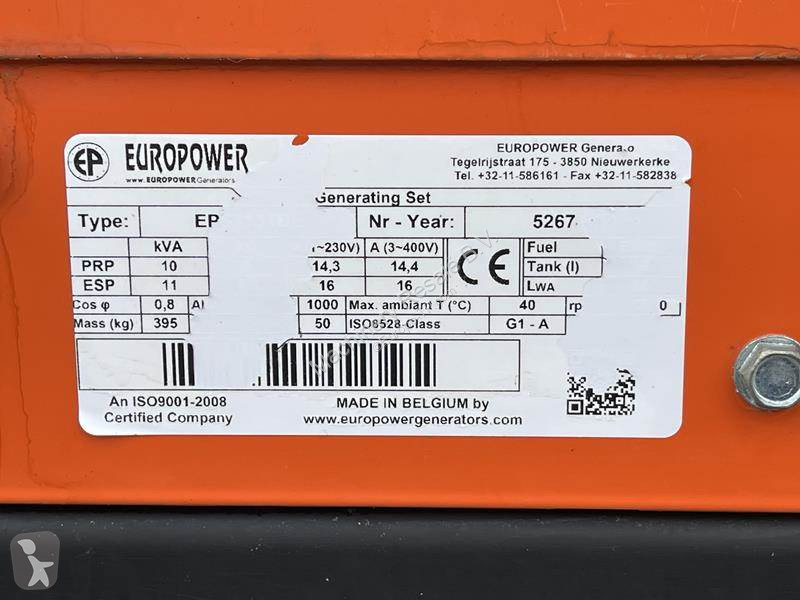 EP EUROPOWER
www.EUROPOWERGenerators
EUROPOWER
Tegelrijstraat 175 - 3850 Nieuwerkerke
Tel. +32-11-586161 - Fax +32-11-582838
Generating Set
Type: EP Nr - Year: 5267
kVA (1~230V) A (3~400V) CE Fuel
PRP 10 14,3 14,4 Tank (l)
ESP 11 16 16 LWA
Cos φ 0,8 Al 1000 Max. ambiant T (°C) 40 rp 0
Mass (kg) 395 50 ISO8528-Class G1 - A
An ISO9001-2008 MADE IN BELGIUM by
Certified Company www.europowergenerators.com